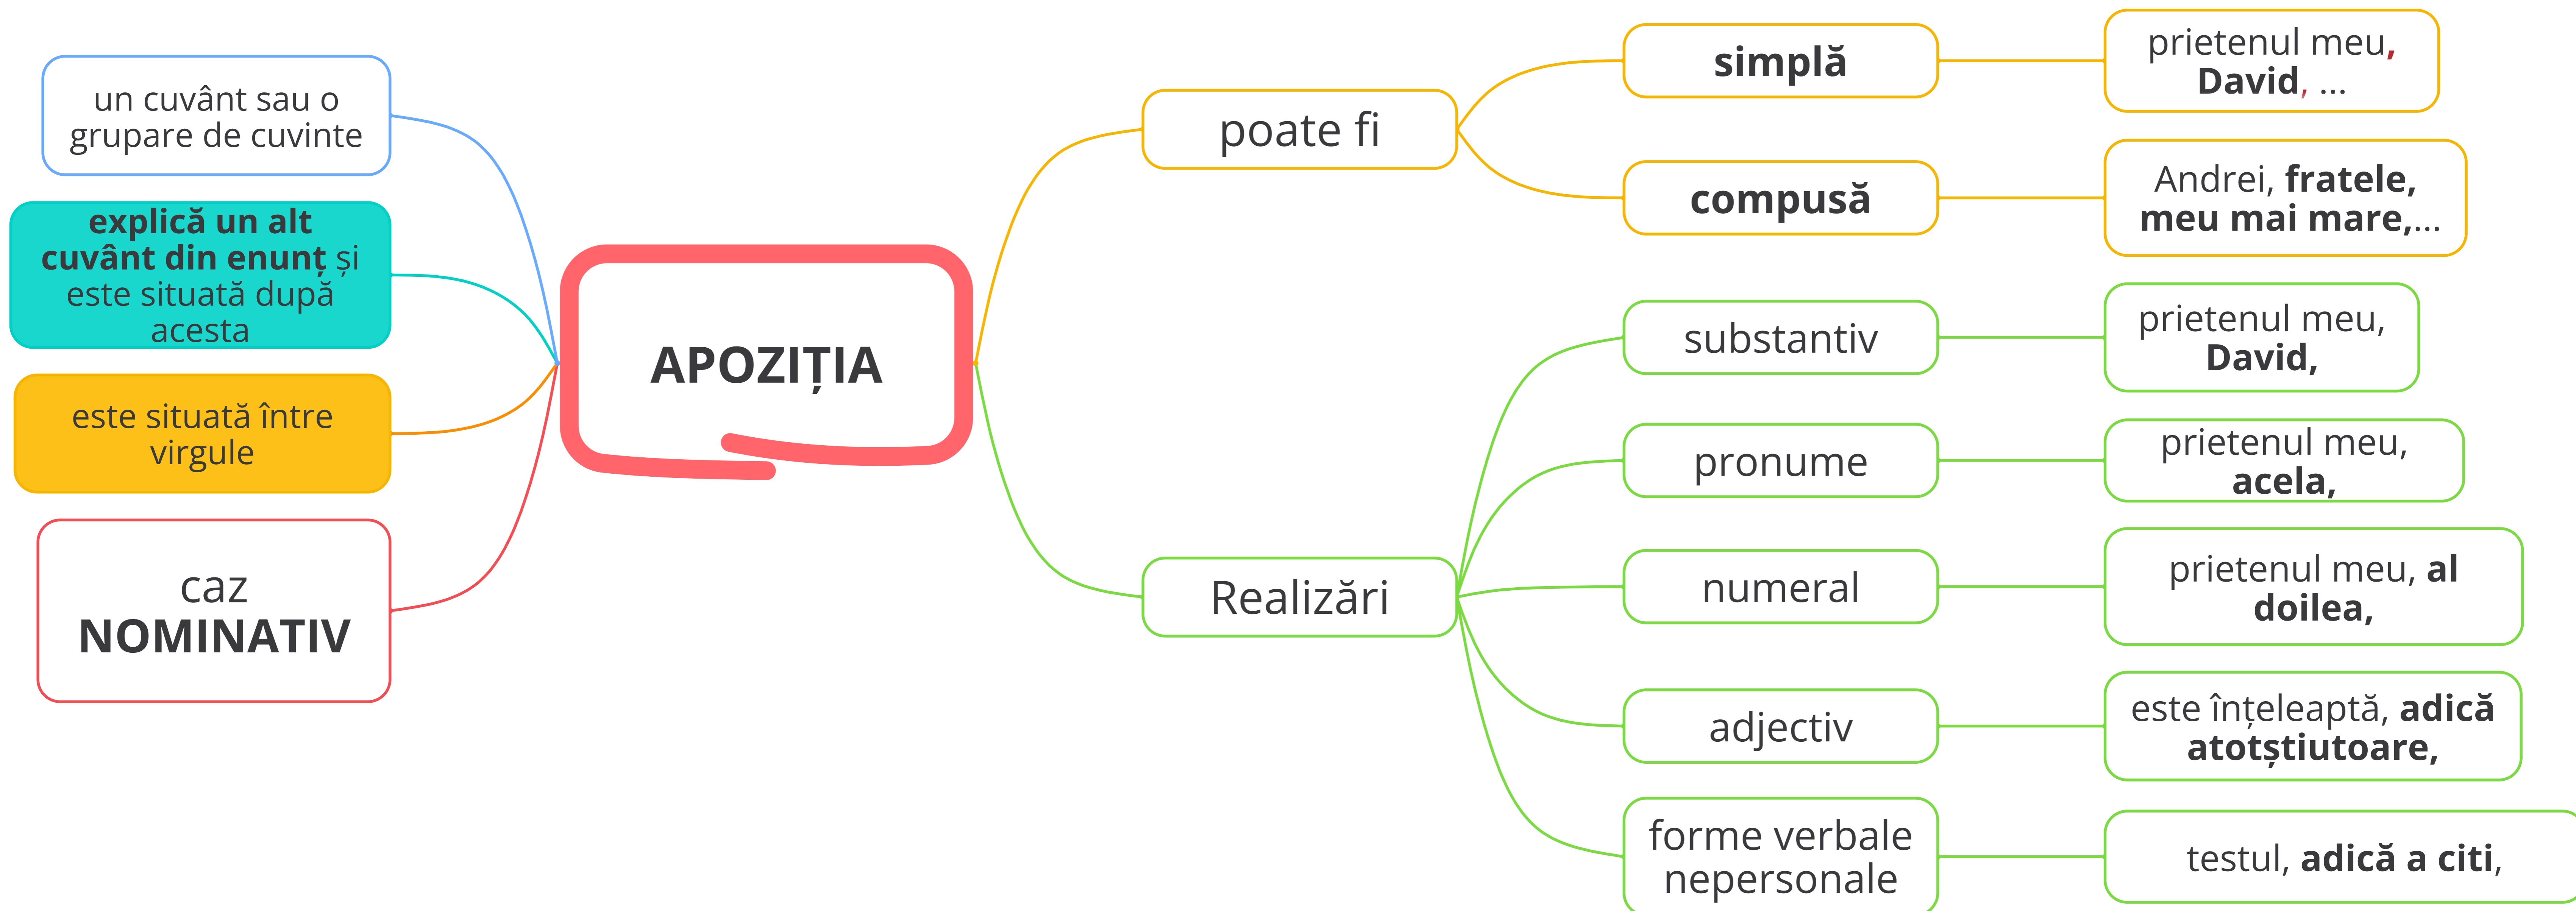 un cuvânt sau o
grupare de cuvinte
explică un alt
cuvânt din enunț și
este situată după
acesta
este situată între
virgule
caz
NOMINATIV
APOZIȚIA
poate fi
simplă
prietenul meu,
David, ...
compusă
Andrei, fratele,
meu mai mare,...
Realizări
substantiv
prietenul meu,
David,
pronume
prietenul meu,
acela,
numeral
prietenul meu, al
doilea,
adjectiv
este înțeleaptă, adică
atotștiutoare,
forme verbale
nepersonale
testul, adică a citi,